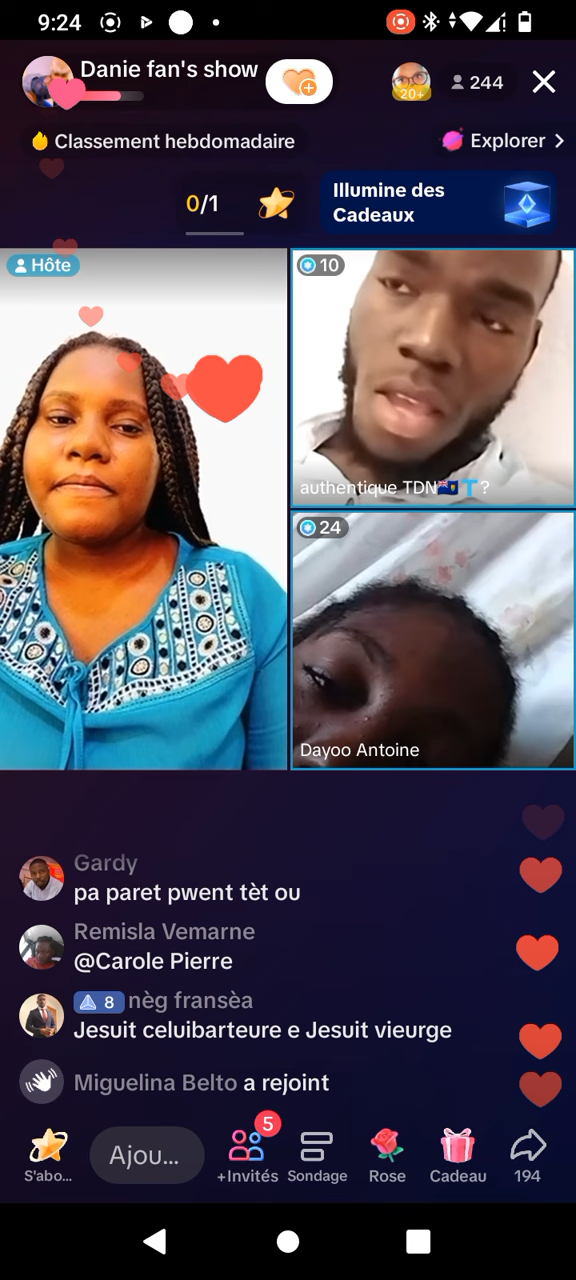 9:24
Danie fan's show
20+
244
Classement hebdomadaire
Explorer
0/1
Illumine des
Cadeaux
Hôte
10
authentique TDN ?
24
Dayoo Antoine
Gardy
pa paret pwent tèt ou
Remisla Vemarne
@Carole Pierre
8 nèg fransèa
Jesuit celuibarteure e Jesuit vieurge
Miguelina Belto a rejoint
5
S'abo...
Ajou...
+Invités
Sondage
Rose
Cadeau
194